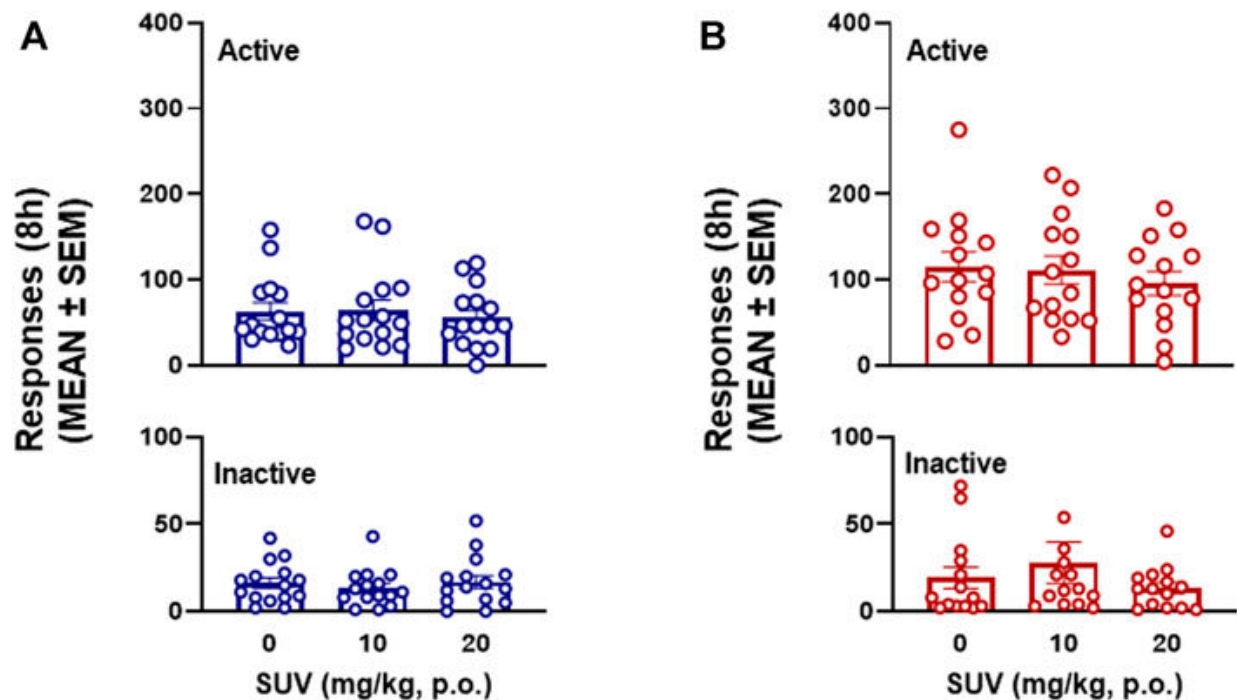 A
Active
400
300
200
100
0
Responses (8h)
(MEAN ± SEM)
Inactive
100
50
0
0 10 20
SUV (mg/kg, p.o.)
B
Active
400
300
200
100
0
Responses (8h)
(MEAN ± SEM)
Inactive
100
50
0
0 10 20
SUV (mg/kg, p.o.)